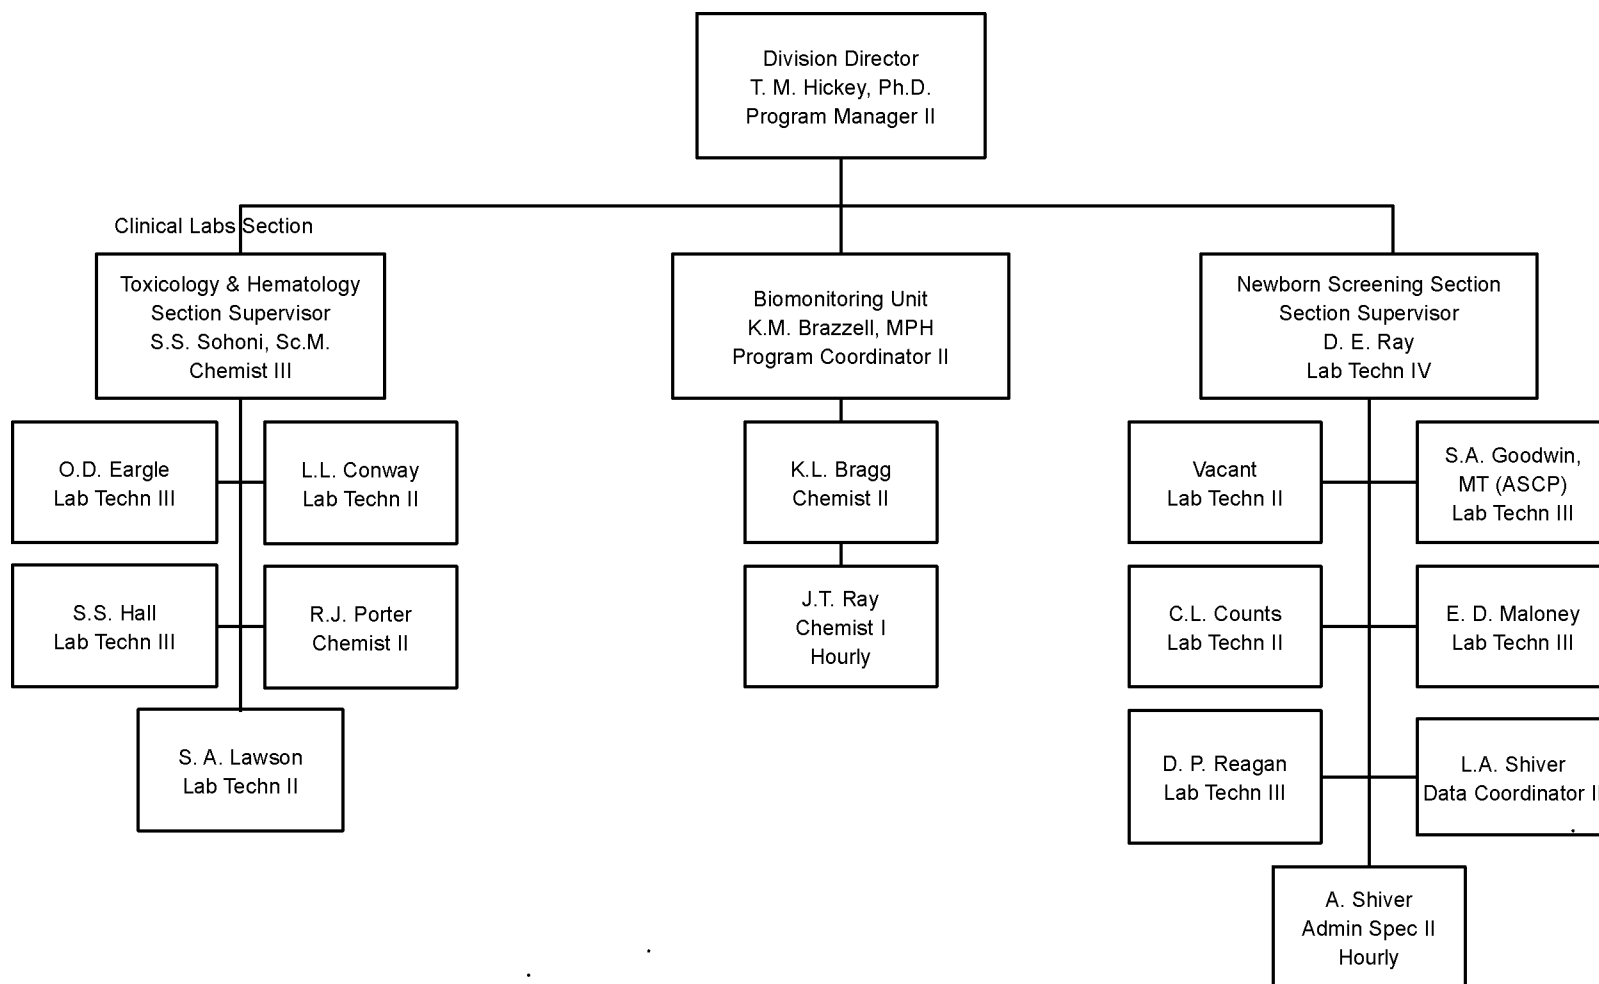 Division Director
T. M. Hickey, Ph.D.
Program Manager II
Clinical Labs Section
Toxicology & Hematology
Section Supervisor
S.S. Sohoni, Sc.M.
Chemist III
Biomonitoring Unit
K.M. Brazzell, MPH
Program Coordinator II
Newborn Screening Section
Section Supervisor
D. E. Ray
Lab Techn IV
O.D. Eargle
Lab Techn III
L.L. Conway
Lab Techn II
K.L. Bragg
Chemist II
Vacant
Lab Techn II
S.A. Goodwin,
MT (ASCP)
Lab Techn III
S.S. Hall
Lab Techn III
R.J. Porter
Chemist II
J.T. Ray
Chemist I
Hourly
C.L. Counts
Lab Techn II
E. D. Maloney
Lab Techn III
S. A. Lawson
Lab Techn II
D. P. Reagan
Lab Techn III
L.A. Shiver
Data Coordinator II
A. Shiver
Admin Spec II
Hourly